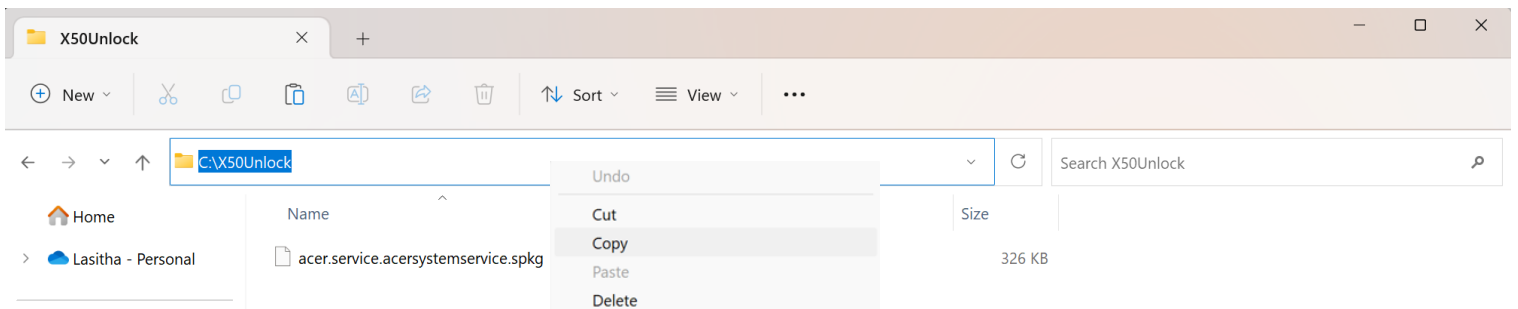 X50Unlock
New
Sort
View
C:\X50Unlock
Search X50Unlock
Undo
Cut
Copy
Paste
Delete
Home
Lasitha - Personal
Name
Size
acer.service.acersystemservice.spkg
326 KB